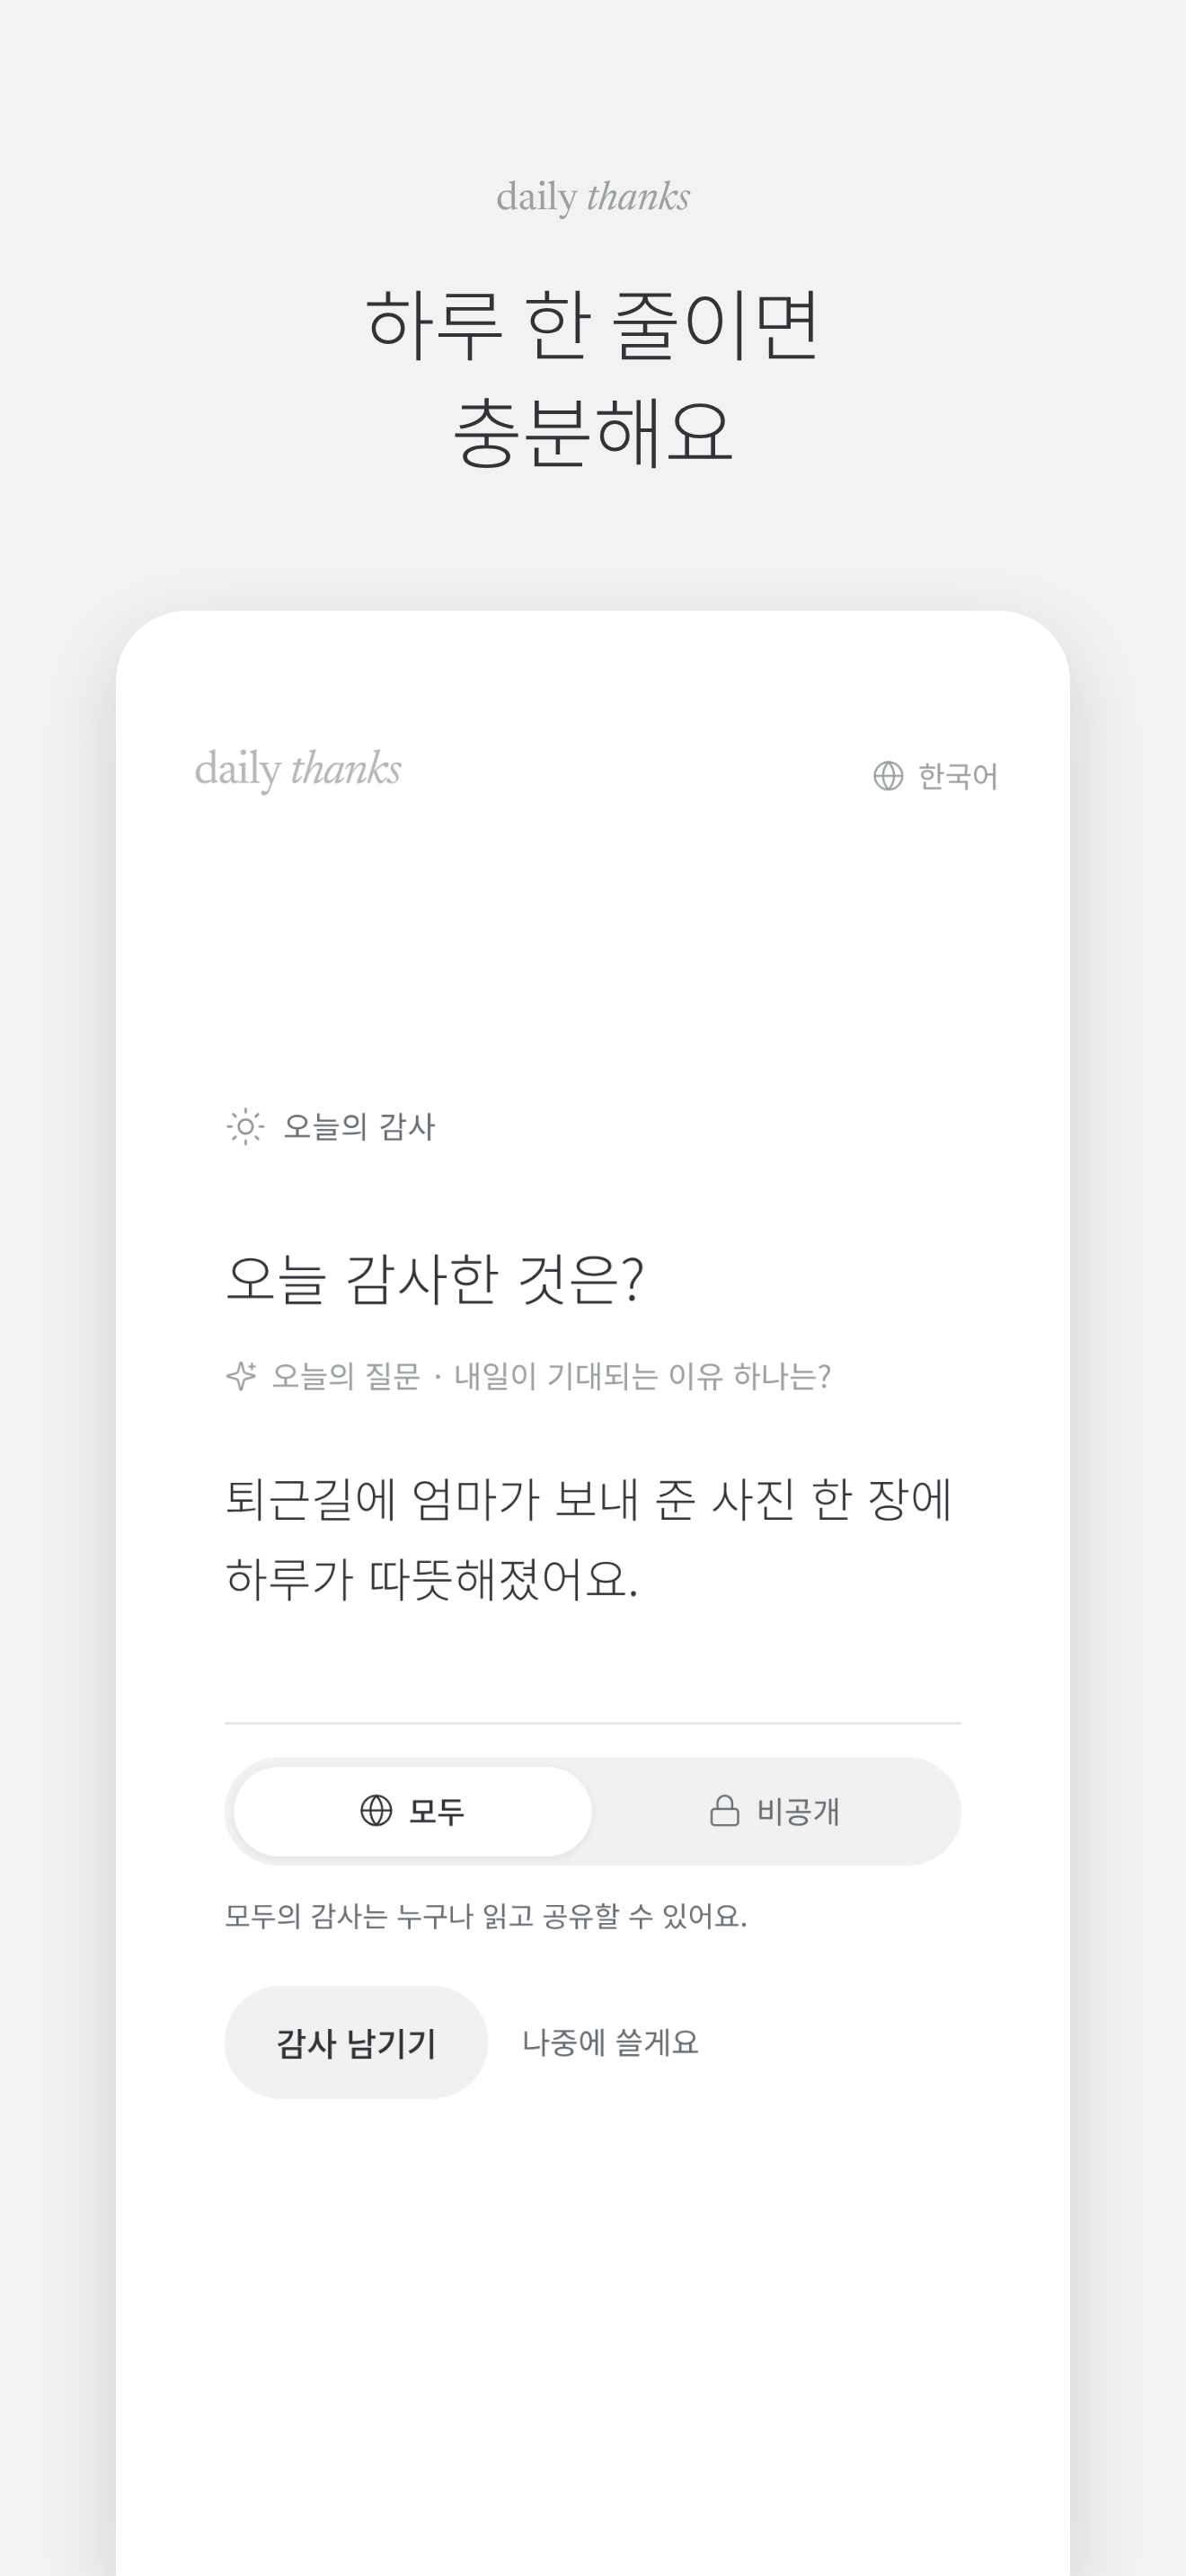 daily thanks
하루 한 줄이면
충분해요
daily thanks
한국어
오늘의 감사
오늘 감사한 것은?
오늘의 질문 · 내일이 기대되는 이유 하나는?
퇴근길에 엄마가 보내 준 사진 한 장에
하루가 따뜻해졌어요.
모두
비공개
모두의 감사는 누구나 읽고 공유할 수 있어요.
감사 남기기
나중에 쓸게요